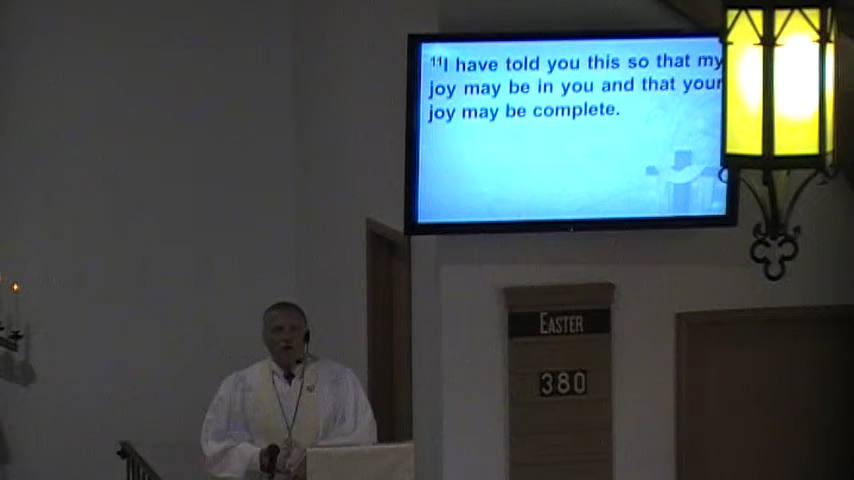 11I have told you this so that my
joy may be in you and that your
joy may be complete.
EASTER
380